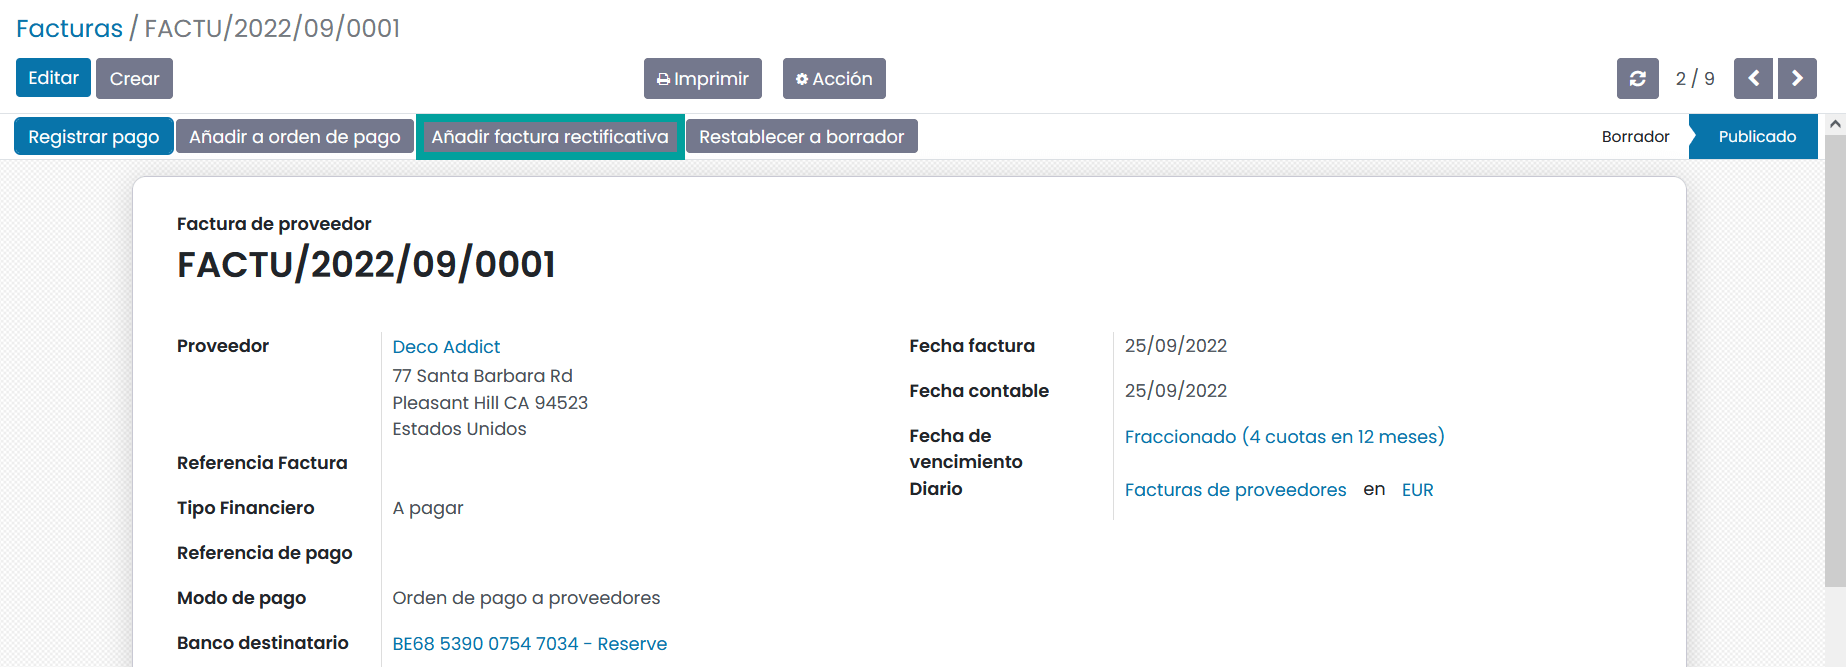 Facturas / FACTU/2022/09/0001
Editar Crear Imprimir Acción 2 / 9
Registrar pago Añadir a orden de pago Añadir factura rectificativa Restablecer a borrador Borrador Publicado
Factura de proveedor
FACTU/2022/09/0001
Proveedor Deco Addict
77 Santa Barbara Rd
Pleasant Hill CA 94523
Estados Unidos
Referencia Factura
Tipo Financiero A pagar
Referencia de pago
Modo de pago Orden de pago a proveedores
Banco destinatario BE68 5390 0754 7034 - Reserve
Fecha factura 25/09/2022
Fecha contable 25/09/2022
Fecha de Fraccionado (4 cuotas en 12 meses)
vencimiento
Diario Facturas de proveedores en EUR